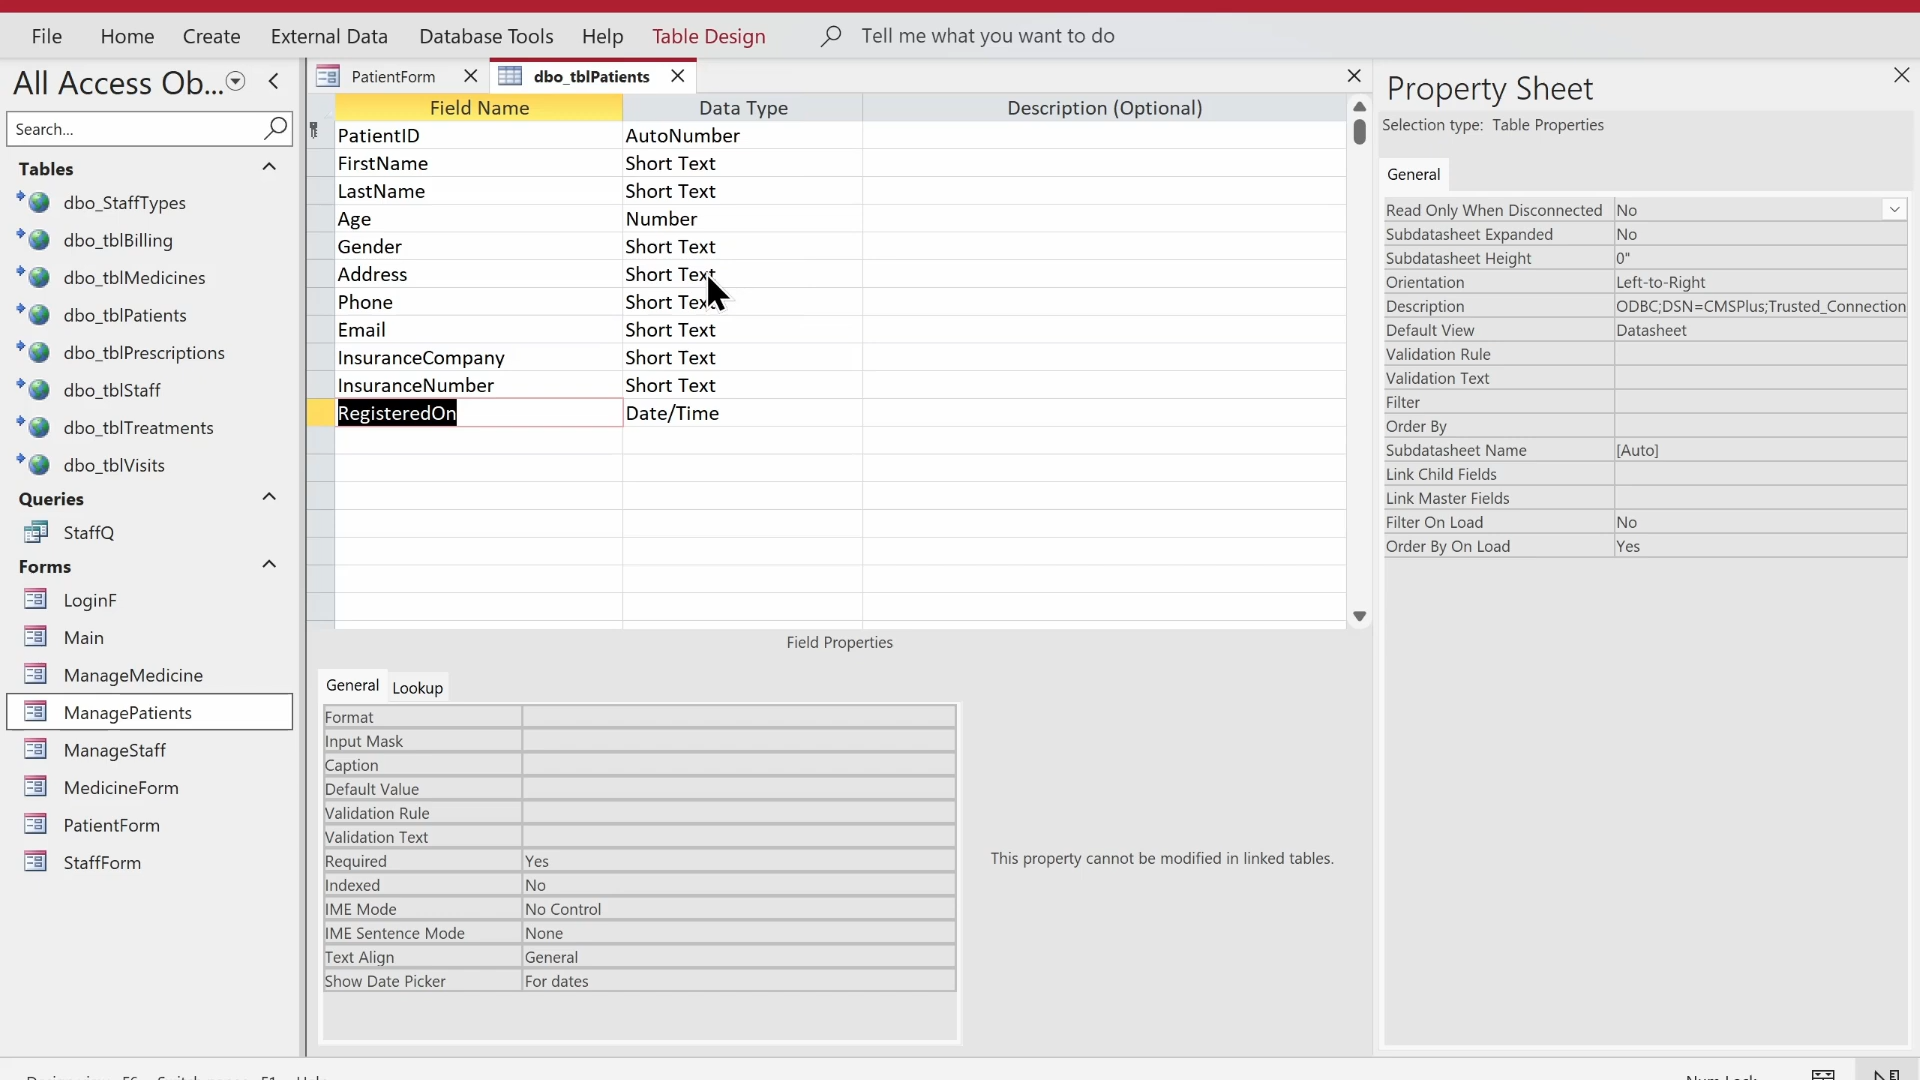 File Home Create External Data Database Tools Help Table Design Tell me what you want to do
All Access Ob...
Search...
Tables
dbo_StaffTypes
dbo_tblBilling
dbo_tblMedicines
dbo_tblPatients
dbo_tblPrescriptions
dbo_tblStaff
dbo_tblTreatments
dbo_tblVisits
Queries
StaffQ
Forms
LoginF
Main
ManageMedicine
ManagePatients
ManageStaff
MedicineForm
PatientForm
StaffForm
PatientForm dbo_tblPatients
Field Name Data Type Description (Optional)
PatientID AutoNumber
FirstName Short Text
LastName Short Text
Age Number
Gender Short Text
Address Short Text
Phone Short Text
Email Short Text
InsuranceCompany Short Text
InsuranceNumber Short Text
RegisteredOn Date/Time
Field Properties
General Lookup
Format
Input Mask
Caption
Default Value
Validation Rule
Validation Text
Required Yes
Indexed No
IME Mode No Control
IME Sentence Mode None
Text Align General
Show Date Picker For dates
This property cannot be modified in linked tables.
Property Sheet
Selection type: Table Properties
General
Read Only When Disconnected No
Subdatasheet Expanded No
Subdatasheet Height 0"
Orientation Left-to-Right
Description ODBC;DSN=CMSPlus;Trusted_Connection
Default View Datasheet
Validation Rule
Validation Text
Filter
Order By
Subdatasheet Name [Auto]
Link Child Fields
Link Master Fields
Filter On Load No
Order By On Load Yes